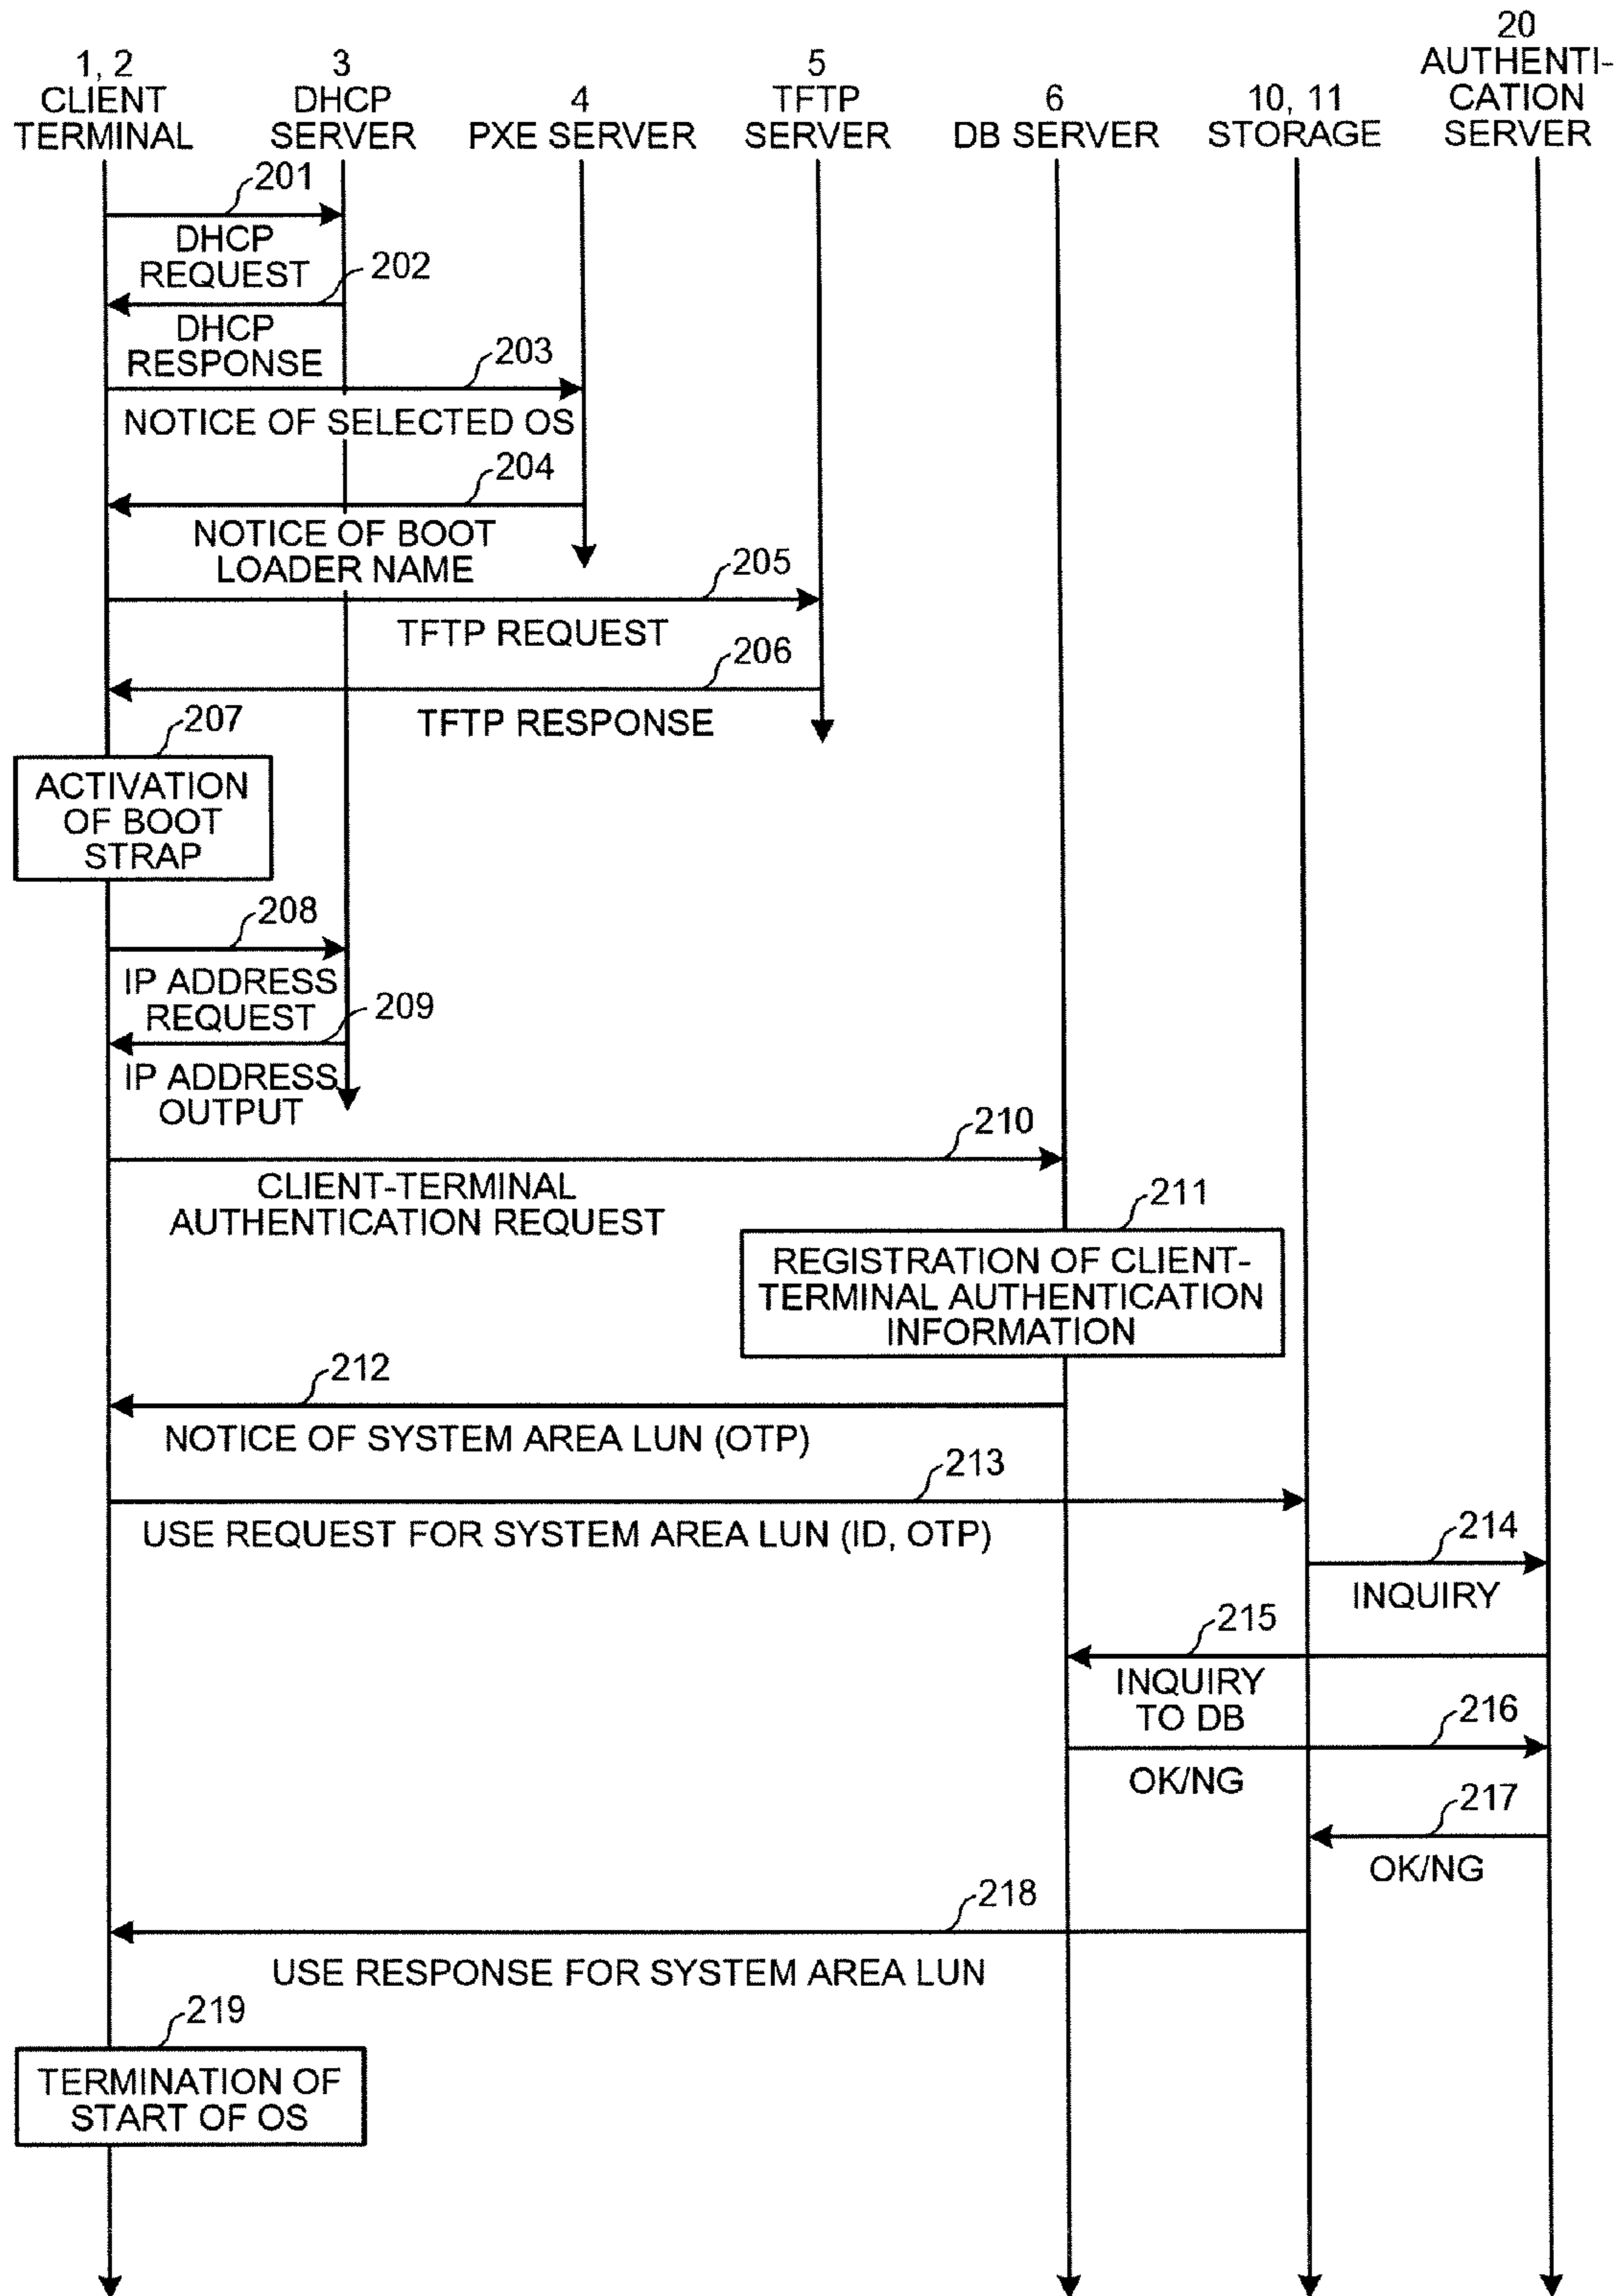 1, 2
CLIENT
TERMINAL
3
DHCP
SERVER
4
PXE SERVER
5
TFTP
SERVER
6
DB SERVER
10, 11
STORAGE
20
AUTHENTI-
CATION
SERVER
201
DHCP
REQUEST
202
DHCP
RESPONSE
203
NOTICE OF SELECTED OS
204
NOTICE OF BOOT
LOADER NAME
205
TFTP REQUEST
206
TFTP RESPONSE
207
ACTIVATION
OF BOOT
STRAP
208
IP ADDRESS
REQUEST
209
IP ADDRESS
OUTPUT
210
CLIENT-TERMINAL
AUTHENTICATION REQUEST
211
REGISTRATION OF CLIENT-
TERMINAL AUTHENTICATION
INFORMATION
212
NOTICE OF SYSTEM AREA LUN (OTP)
213
USE REQUEST FOR SYSTEM AREA LUN (ID, OTP)
214
INQUIRY
215
INQUIRY
TO DB
216
OK/NG
217
OK/NG
218
USE RESPONSE FOR SYSTEM AREA LUN
219
TERMINATION OF
START OF OS